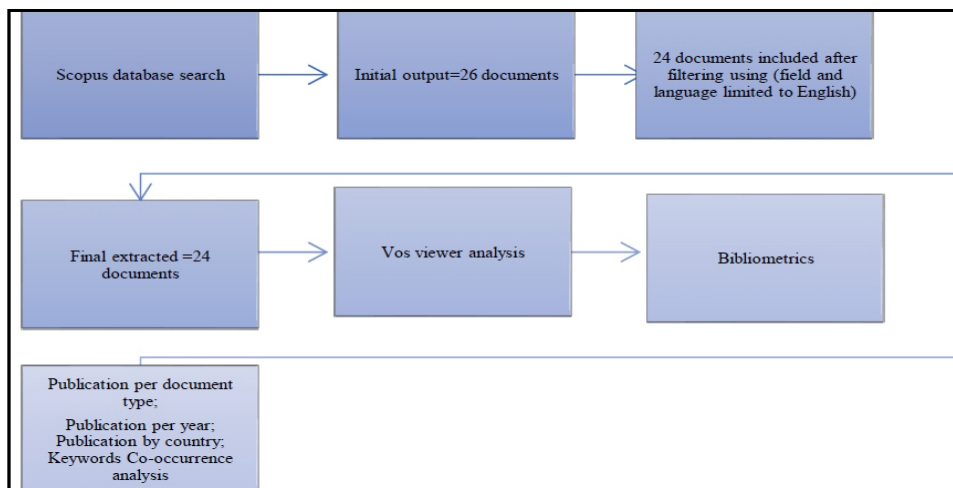 Scopus database search
Initial output=26 documents
24 documents included after
filtering using (field and
language limited to English)
Final extracted =24
documents
Vos viewer analysis
Bibliometrics
Publication per document
type;
Publication per year;
Publication by country;
Keywords Co-occurrence
analysis